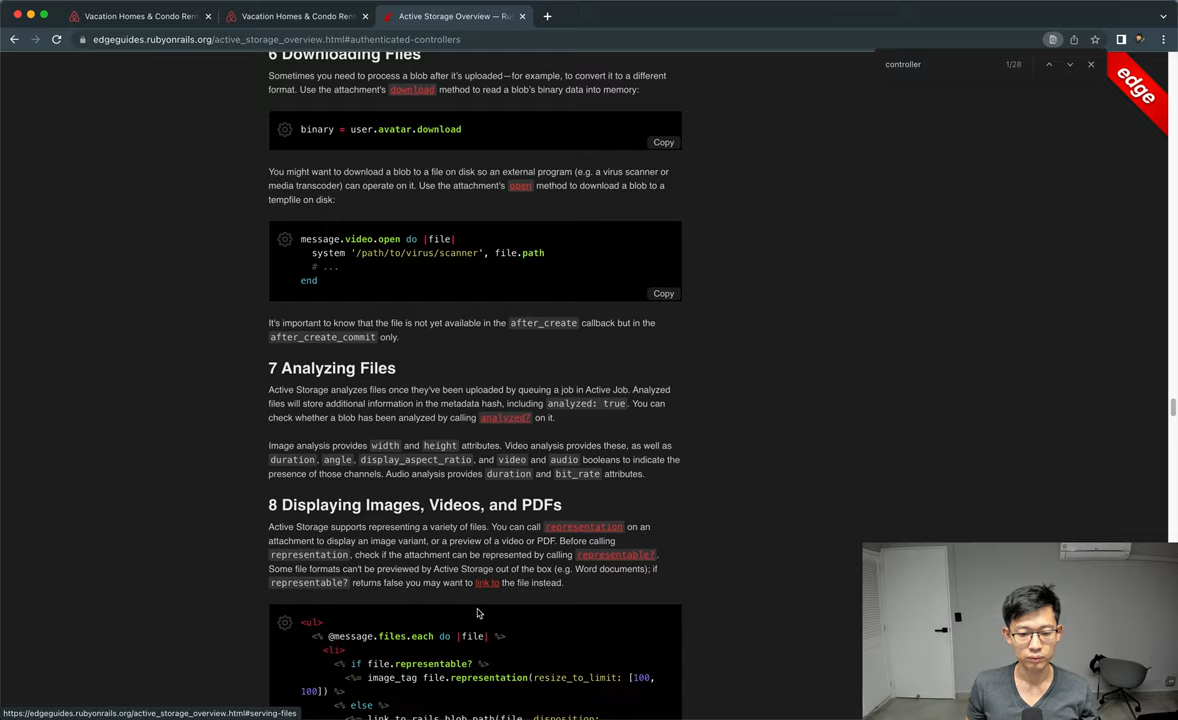 Vacation Homes & Condo Ren
Vacation Homes & Condo Ren
Active Storage Overview — Ru
edgeguides.rubyonrails.org/active_storage_overview.html#authenticated-controllers
controller
1/28
edge
6 Downloading Files
Sometimes you need to process a blob after it's uploaded—for example, to convert it to a different
format. Use the attachment's download method to read a blob's binary data into memory:
binary = user.avatar.download
Copy
You might want to download a blob to a file on disk so an external program (e.g. a virus scanner or
media transcoder) can operate on it. Use the attachment's open method to download a blob to a
tempfile on disk:
message.video.open do |file|
system '/path/to/virus/scanner', file.path
# ...
end
Copy
It's important to know that the file is not yet available in the after_create callback but in the
after_create_commit only.
7 Analyzing Files
Active Storage analyzes files once they've been uploaded by queuing a job in Active Job. Analyzed
files will store additional information in the metadata hash, including analyzed: true. You can
check whether a blob has been analyzed by calling analyzed? on it.
Image analysis provides width and height attributes. Video analysis provides these, as well as
duration, angle, display_aspect_ratio, and video and audio booleans to indicate the
presence of those channels. Audio analysis provides duration and bit_rate attributes.
8 Displaying Images, Videos, and PDFs
Active Storage supports representing a variety of files. You can call representation on an
attachment to display an image variant, or a preview of a video or PDF. Before calling
representation, check if the attachment can be represented by calling representable?.
Some file formats can't be previewed by Active Storage out of the box (e.g. Word documents); if
representable? returns false you may want to link to the file instead.
<ul>
<% @message.files.each do |file| %>
<li>
<% if file.representable? %>
<%= image_tag file.representation(resize_to_limit: [100,
100]) %>
<% else %>
<%= link_to rails_blob_path(file, disposition:
https://edgeguides.rubyonrails.org/active_storage_overview.html#serving-files